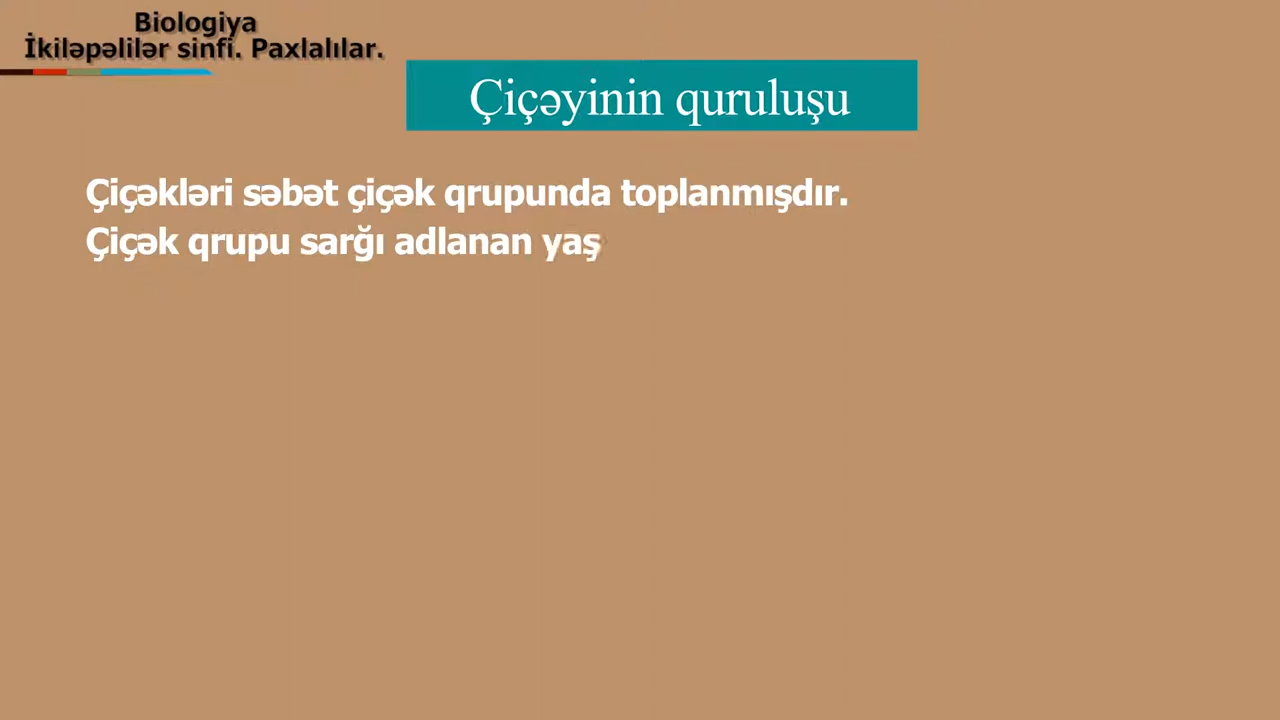 Biologiya
İkiləpəlilər sinfi. Paxlalılar.
Çiçəyinin quruluşu
Çiçəkləri səbət çiçək qrupunda toplanmışdır.
Çiçək qrupu sarğı adlanan yaş